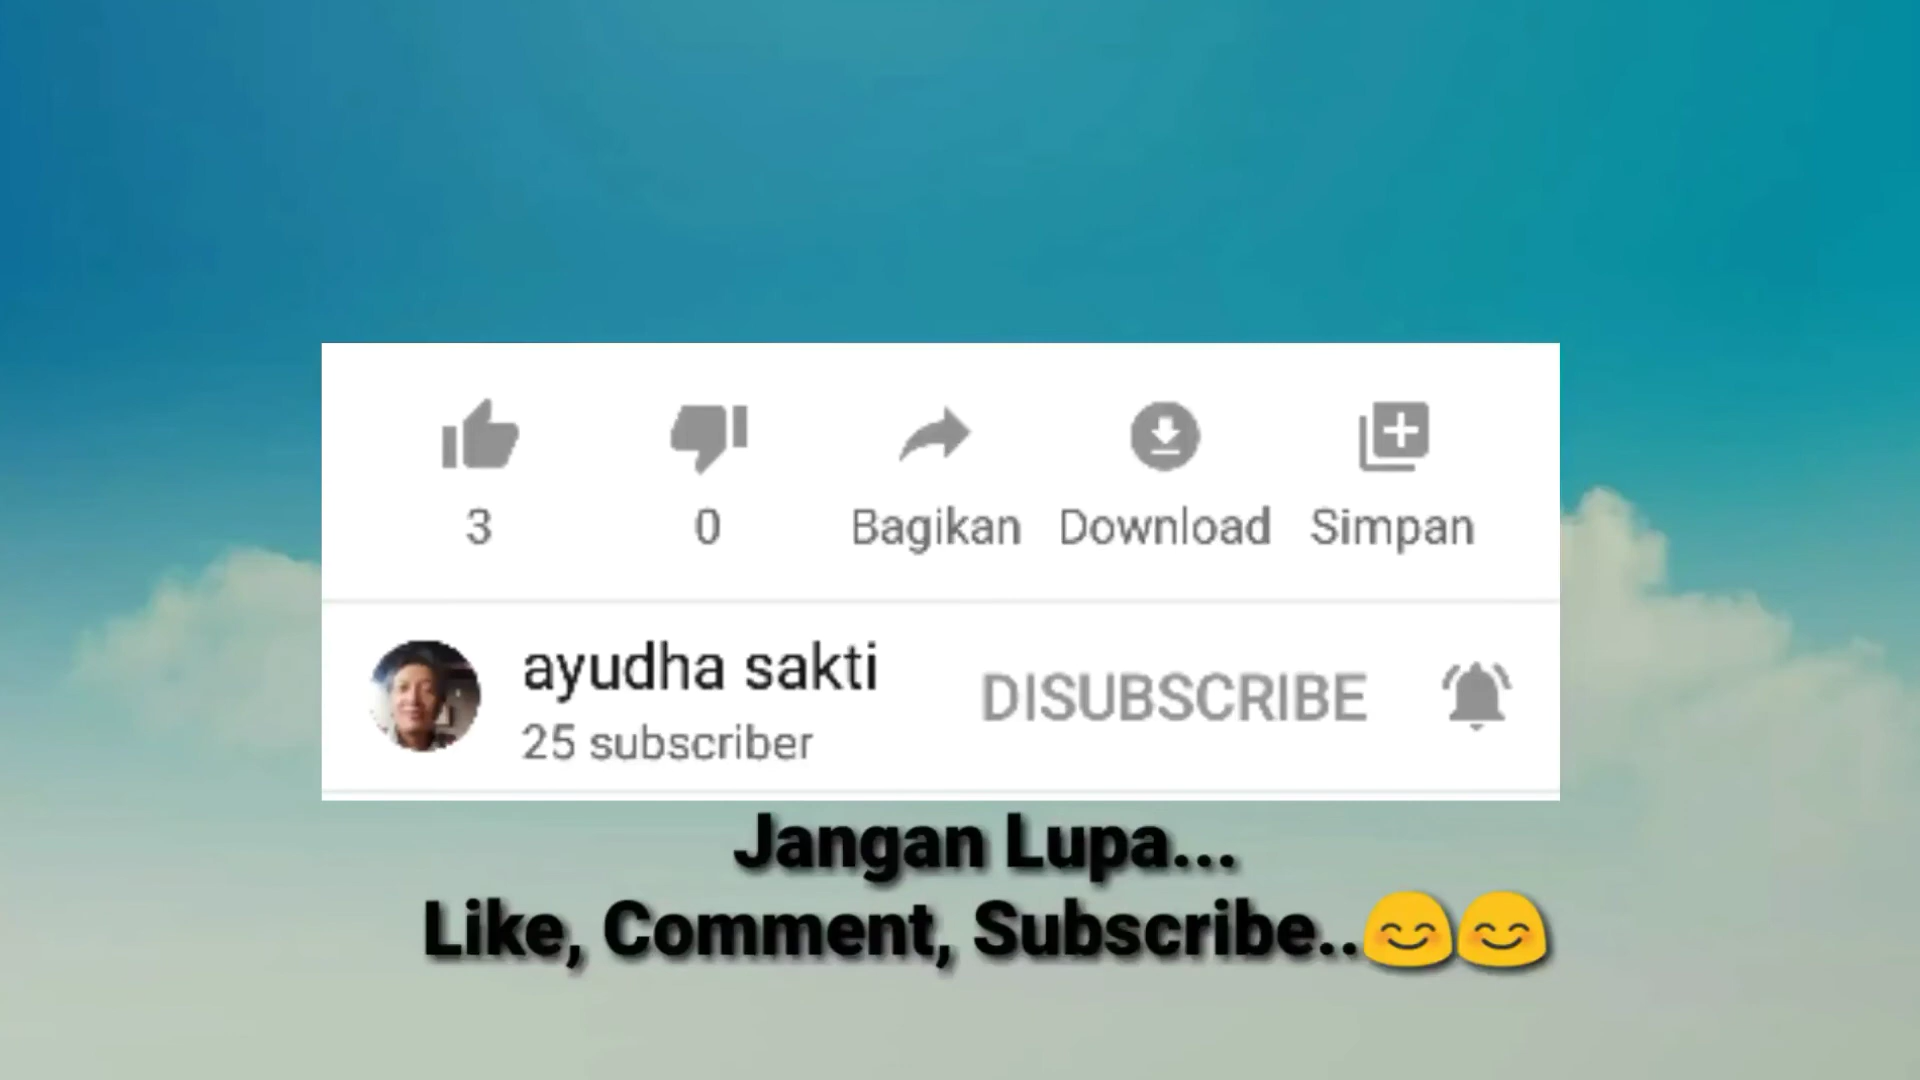 3 0 Bagikan Download Simpan
ayudha sakti
25 subscriber
DISUBSCRIBE
Jangan Lupa...
Like, Comment, Subscribe..😊😊